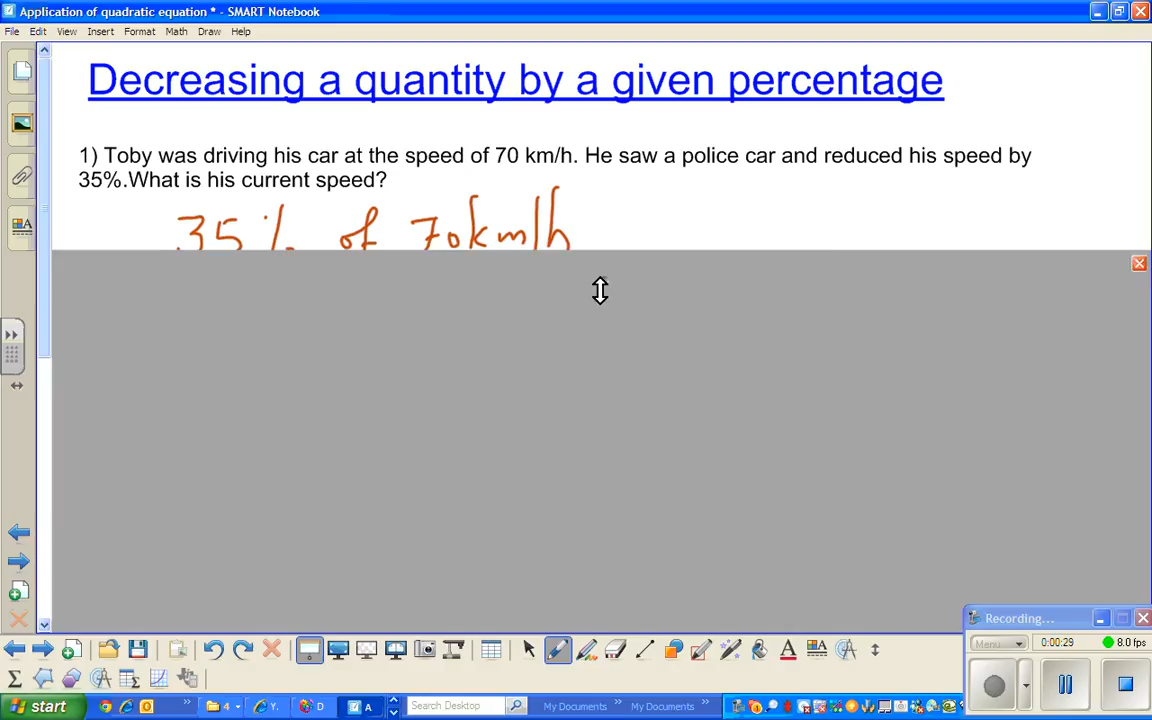 Application of quadratic equation * - SMART Notebook
File Edit View Insert Format Math Draw Help
Decreasing a quantity by a given percentage
1) Toby was driving his car at the speed of 70 km/h. He saw a police car and reduced his speed by
35%.What is his current speed?
35% of 70km/h
Recording...
Menu 0:00:29 8.0 fps
start 4 Y. D A Search Desktop My Documents My Documents